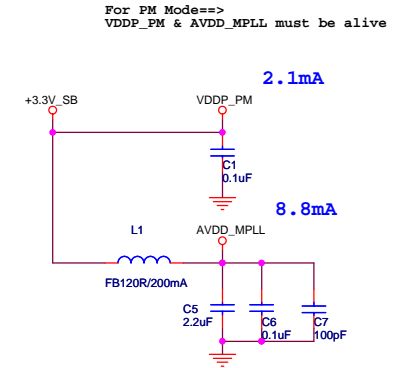 For PM Mode==>
VDDP_PM & AVDD_MPLL must be alive
2.1mA
+3.3V_SB
VDDP_PM
C1
0.1uF
8.8mA
L1
AVDD_MPLL
FB120R/200mA
C5
2.2uF
C6
0.1uF
C7
100pF